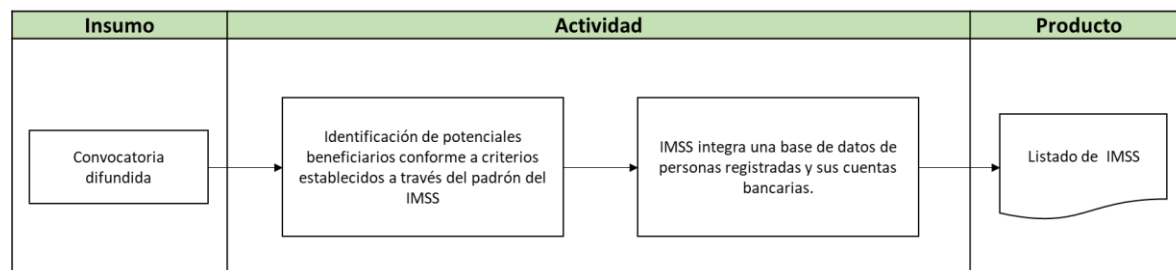 Insumo
Actividad
Producto
Convocatoria
difundida
Identificación de potenciales
beneficiarios conforme a criterios
establecidos a través del padrón del
IMSS
IMSS integra una base de datos de
personas registradas y sus cuentas
bancarias.
Listado de IMSS